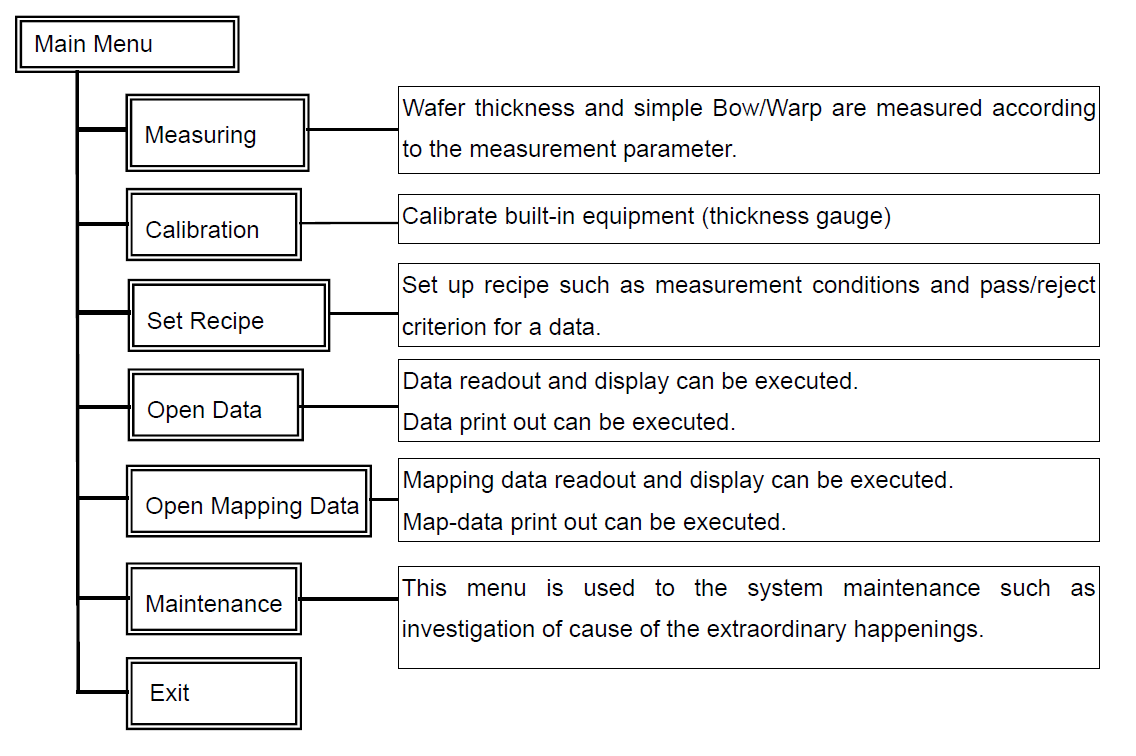 Main Menu
Measuring
Wafer thickness and simple Bow/Warp are measured according
to the measurement parameter.
Calibration
Calibrate built-in equipment (thickness gauge)
Set Recipe
Set up recipe such as measurement conditions and pass/reject
criterion for a data.
Open Data
Data readout and display can be executed.
Data print out can be executed.
Open Mapping Data
Mapping data readout and display can be executed.
Map-data print out can be executed.
Maintenance
This menu is used to the system maintenance such as
investigation of cause of the extraordinary happenings.
Exit